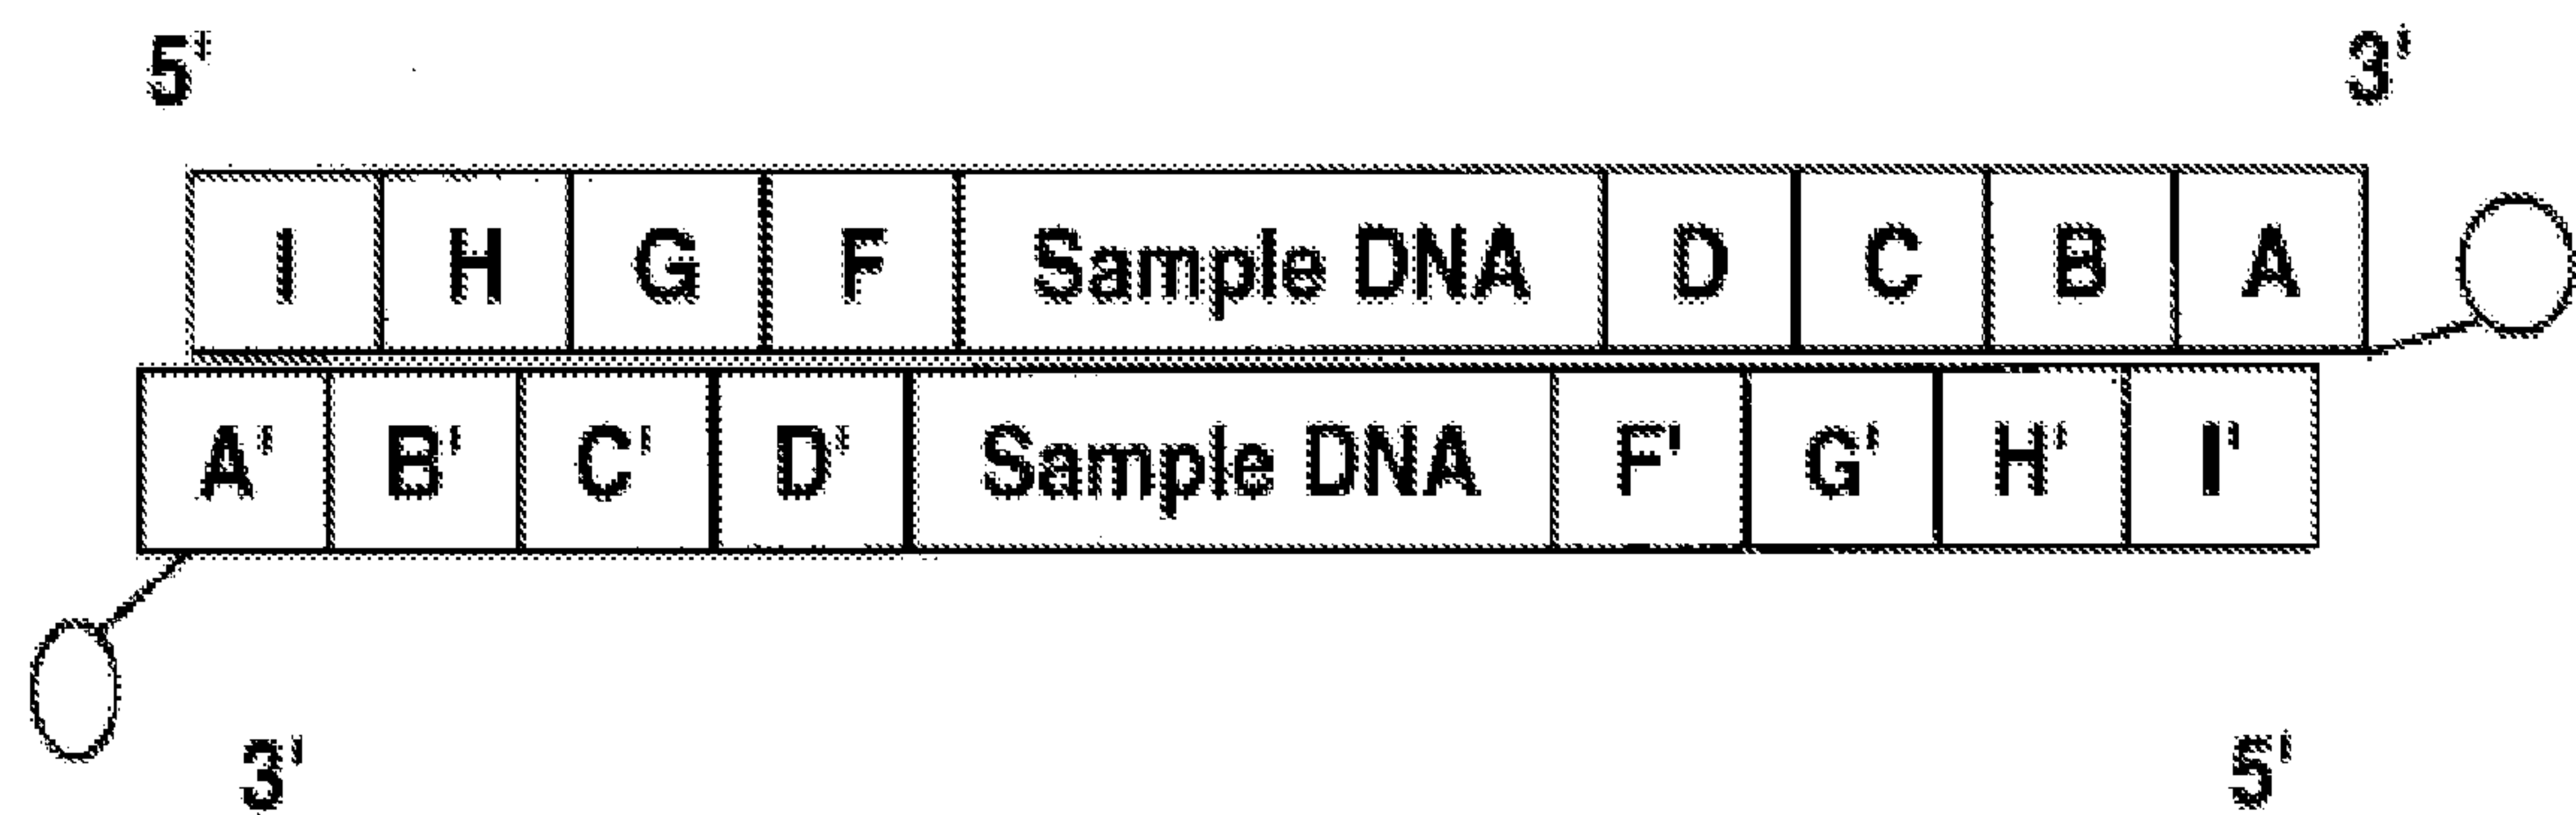 5' 3'
I H G F Sample DNA D C B A
A' B' C' D' Sample DNA F' G' H' I'
3' 5'